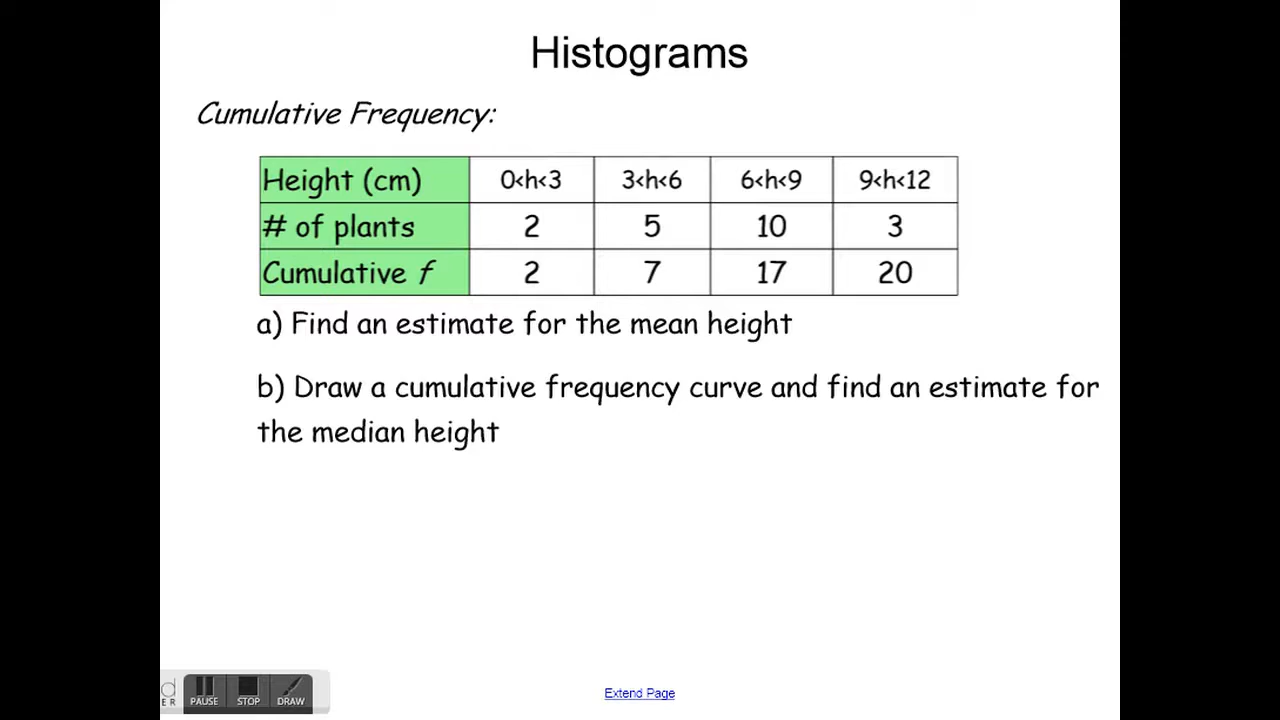 Histograms
Cumulative Frequency:
Height (cm) 0<h<3 3<h<6 6<h<9 9<h<12
# of plants 2 5 10 3
Cumulative f 2 7 17 20
a) Find an estimate for the mean height
b) Draw a cumulative frequency curve and find an estimate for
the median height
d
ER PAUSE STOP DRAW
Extend Page